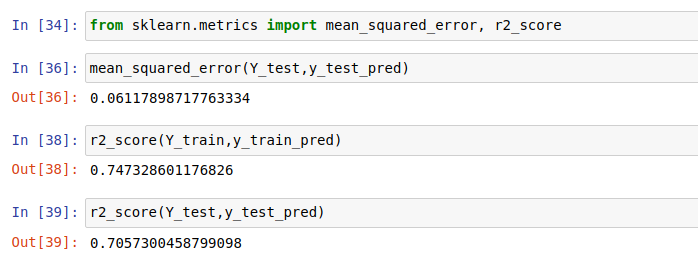 In [34]: from sklearn.metrics import mean_squared_error, r2_score
In [36]: mean_squared_error(Y_test,y_test_pred)
Out[36]: 0.06117898717763334
In [38]: r2_score(Y_train,y_train_pred)
Out[38]: 0.747328601176826
In [39]: r2_score(Y_test,y_test_pred)
Out[39]: 0.7057300458799098